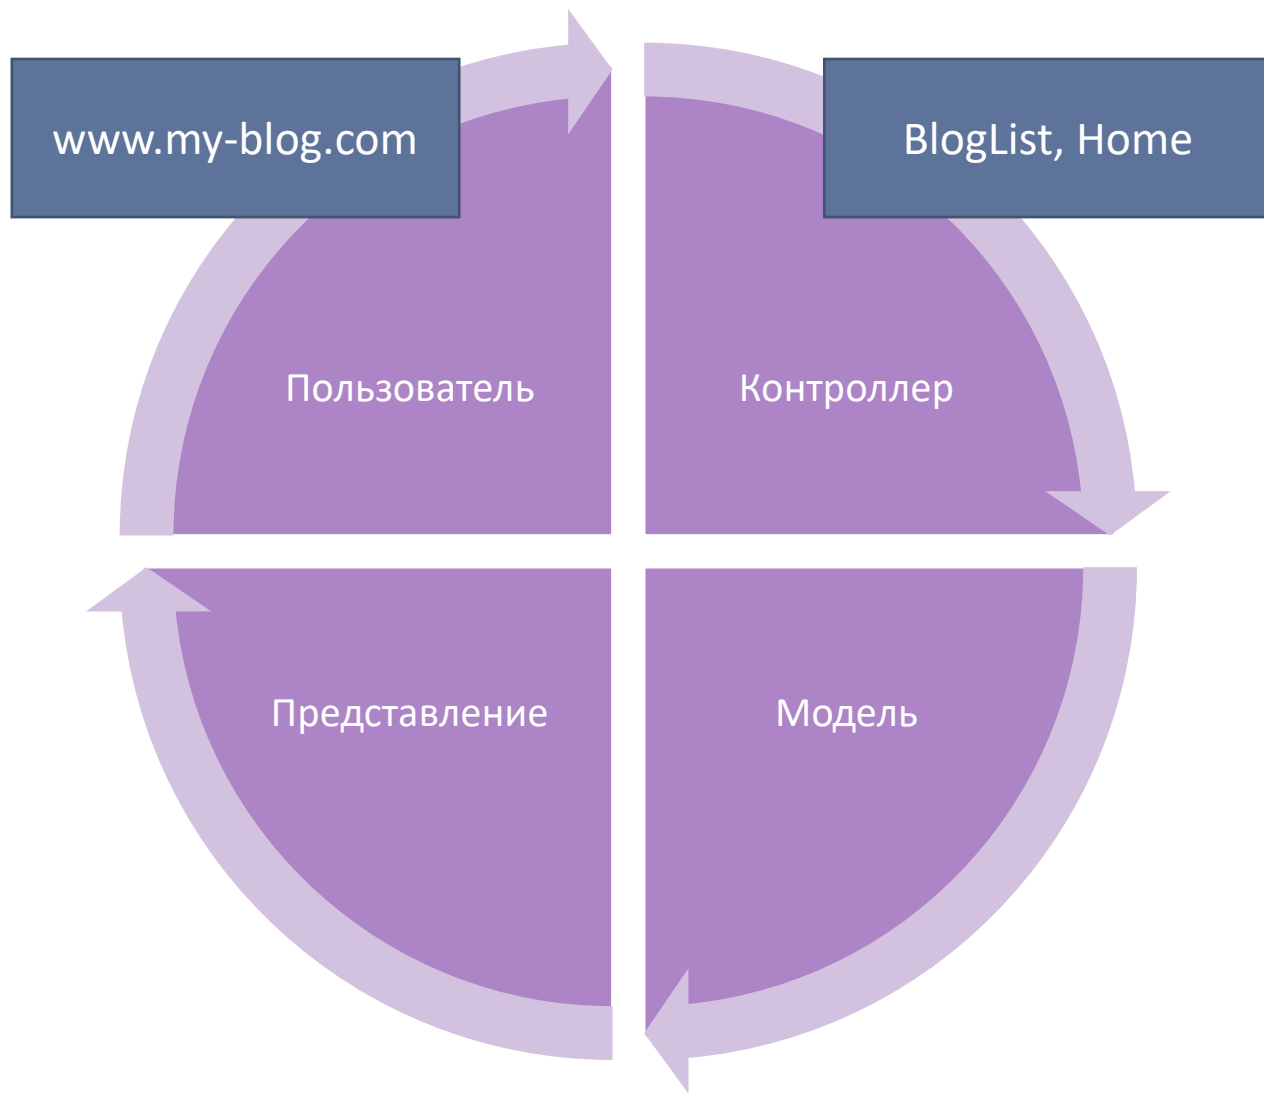 www.my-blog.com
BlogList, Home
Пользователь
Контроллер
Представление
Модель